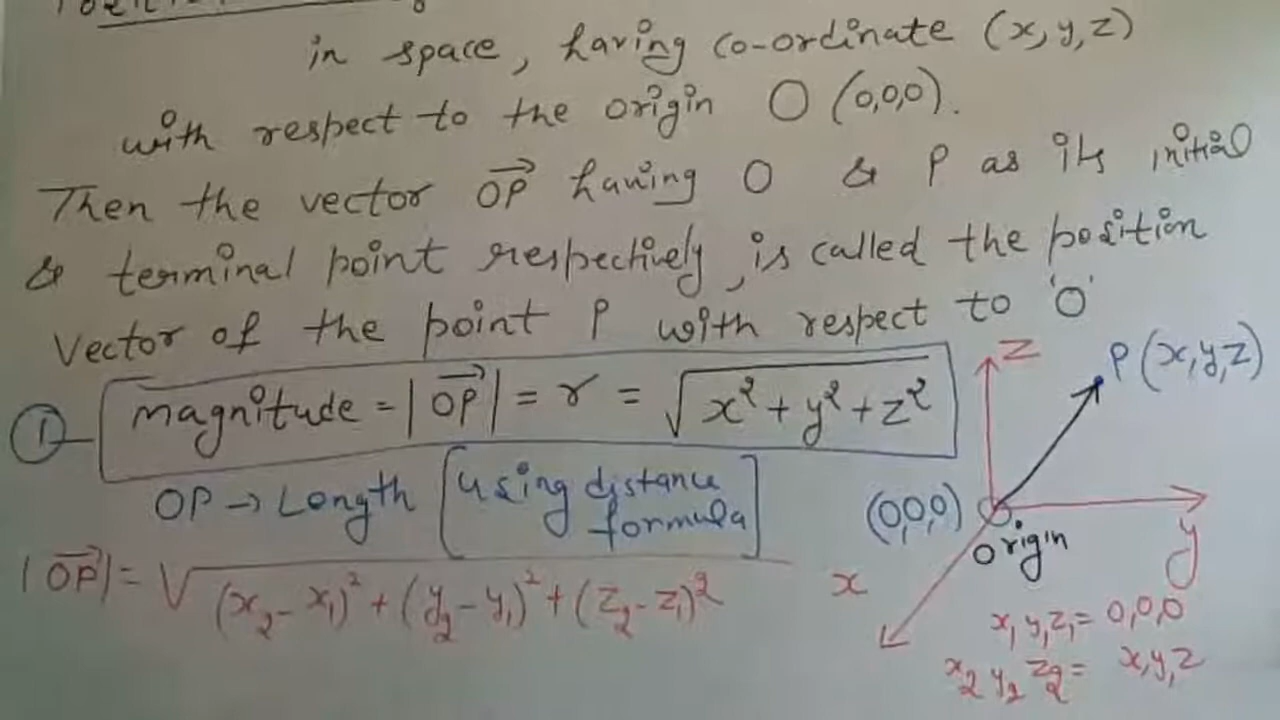 in space, having co-ordinate (x,y,z)
with respect to the origin O (0,0,0).
Then the vector \overrightarrow{OP} having O & P as its initial
& terminal point respectively, is called the position
Vector of the point P with respect to 'O'
① magnitude = |\overrightarrow{OP}| = r = √(x² + y² + z²)
OP → Length [using distance
formula]
|\overrightarrow{OP}| = √((x₂ - x₁)² + (y₂ - y₁)² + (z₂ - z₁)²)
z
P (x,y,z)
(0,0,0)
Origin
y
x
x₁ y₁ z₁ = 0,0,0
x₂ y₂ z₂ = x,y,z